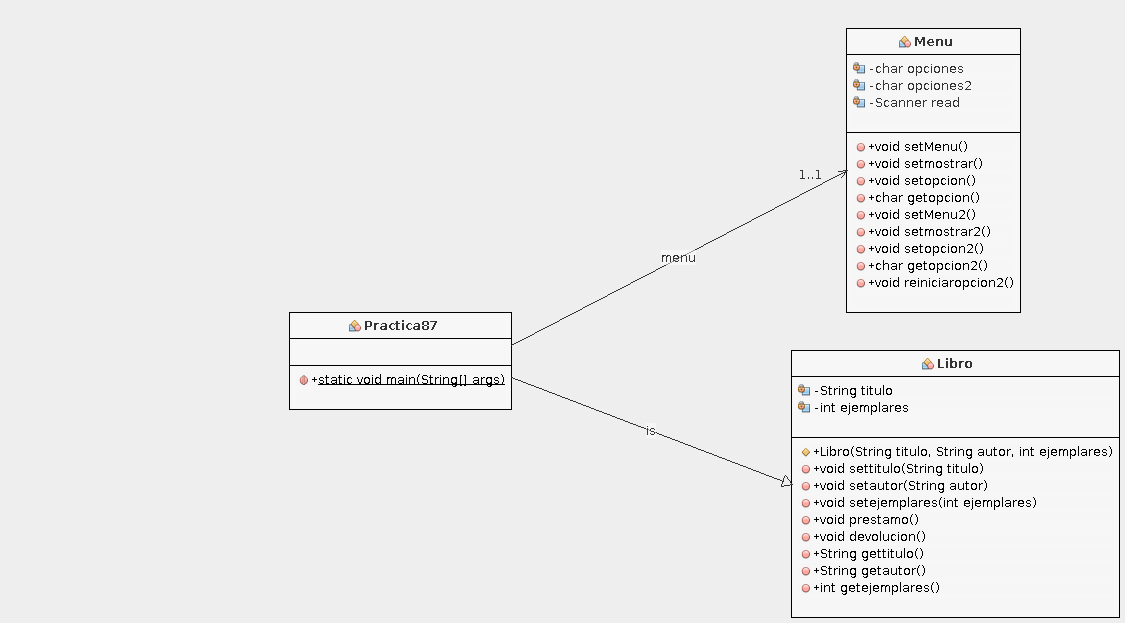 Menu
-char opciones
-char opciones2
-Scanner read
+void setMenu()
+void setmostrar()
+void setopcion()
+char getopcion()
+void setMenu2()
+void setmostrar2()
+void setopcion2()
+char getopcion2()
+void reiniciaropcion2()
1..1
menu
Practica87
+static void main(String[] args)
is
Libro
-String titulo
-int ejemplares
+Libro(String titulo, String autor, int ejemplares)
+void settitulo(String titulo)
+void setautor(String autor)
+void setejemplares(int ejemplares)
+void prestamo()
+void devolucion()
+String gettitulo()
+String getautor()
+int getejemplares()